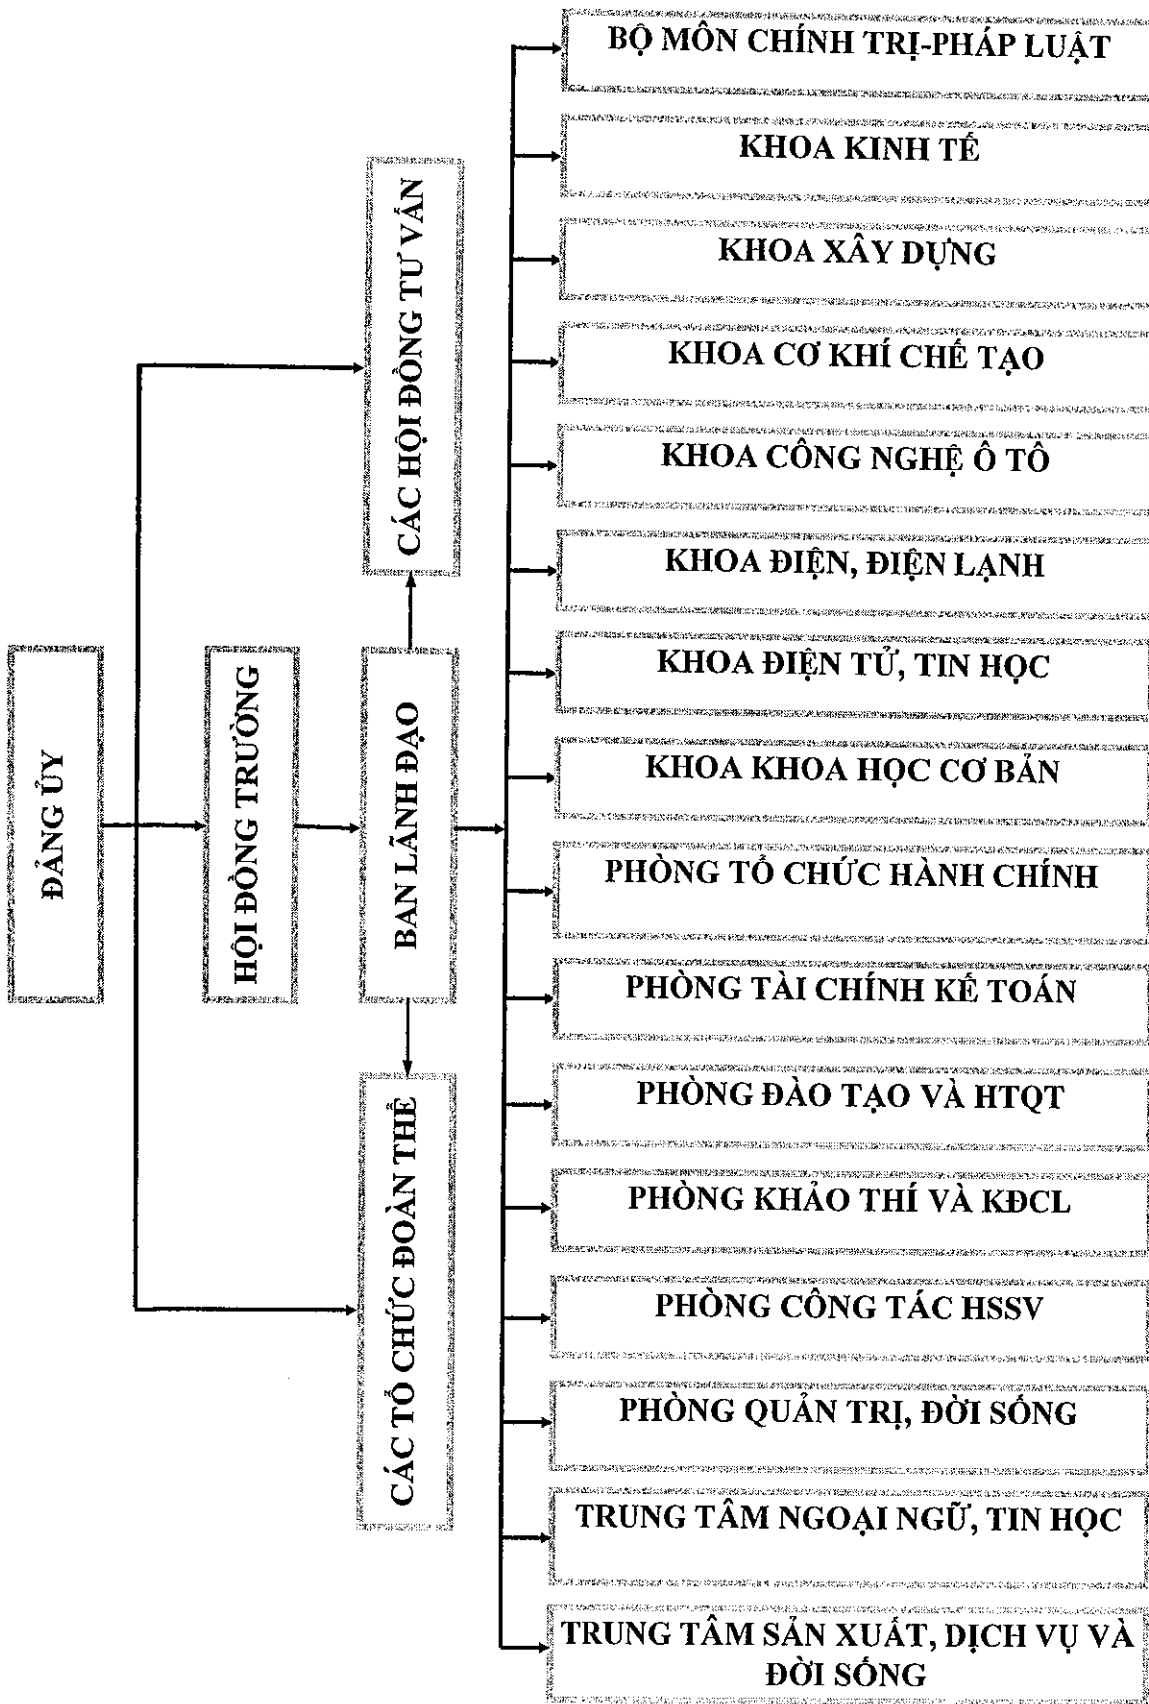 ĐẢNG ỦY
HỘI ĐỒNG TRƯỜNG
CÁC TỔ CHỨC ĐOÀN THỂ
BAN LÃNH ĐẠO
CÁC HỘI ĐỒNG TƯ VẤN
BỘ MÔN CHÍNH TRỊ-PHÁP LUẬT
KHOA KINH TẾ
KHOA XÂY DỰNG
KHOA CƠ KHÍ CHẾ TẠO
KHOA CÔNG NGHỆ Ô TÔ
KHOA ĐIỆN, ĐIỆN LẠNH
KHOA ĐIỆN TỬ, TIN HỌC
KHOA KHOA HỌC CƠ BẢN
PHÒNG TỔ CHỨC HÀNH CHÍNH
PHÒNG TÀI CHÍNH KẾ TOÁN
PHÒNG ĐÀO TẠO VÀ HTQT
PHÒNG KHẢO THÍ VÀ KĐCL
PHÒNG CÔNG TÁC HSSV
PHÒNG QUẢN TRỊ, ĐỜI SỐNG
TRUNG TÂM NGOẠI NGỮ, TIN HỌC
TRUNG TÂM SẢN XUẤT, DỊCH VỤ VÀ
ĐỜI SỐNG